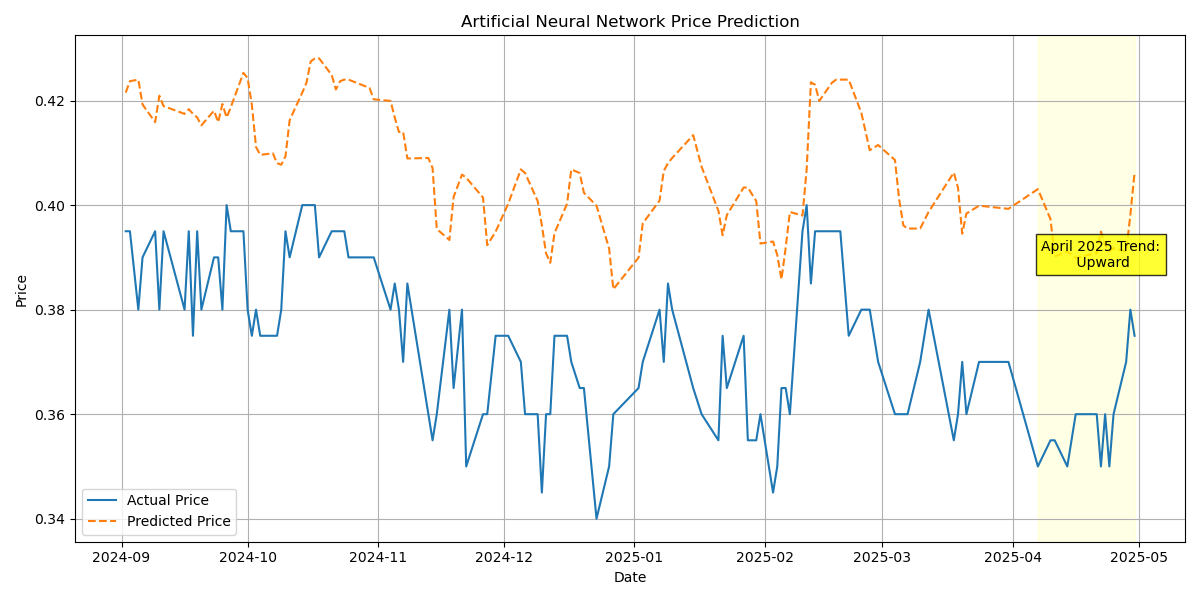 Artificial Neural Network Price Prediction
Price
0.42
0.40
0.38
0.36
0.34
April 2025 Trend:
Upward
Actual Price
Predicted Price
2024-09
2024-10
2024-11
2024-12
2025-01
2025-02
2025-03
2025-04
2025-05
Date